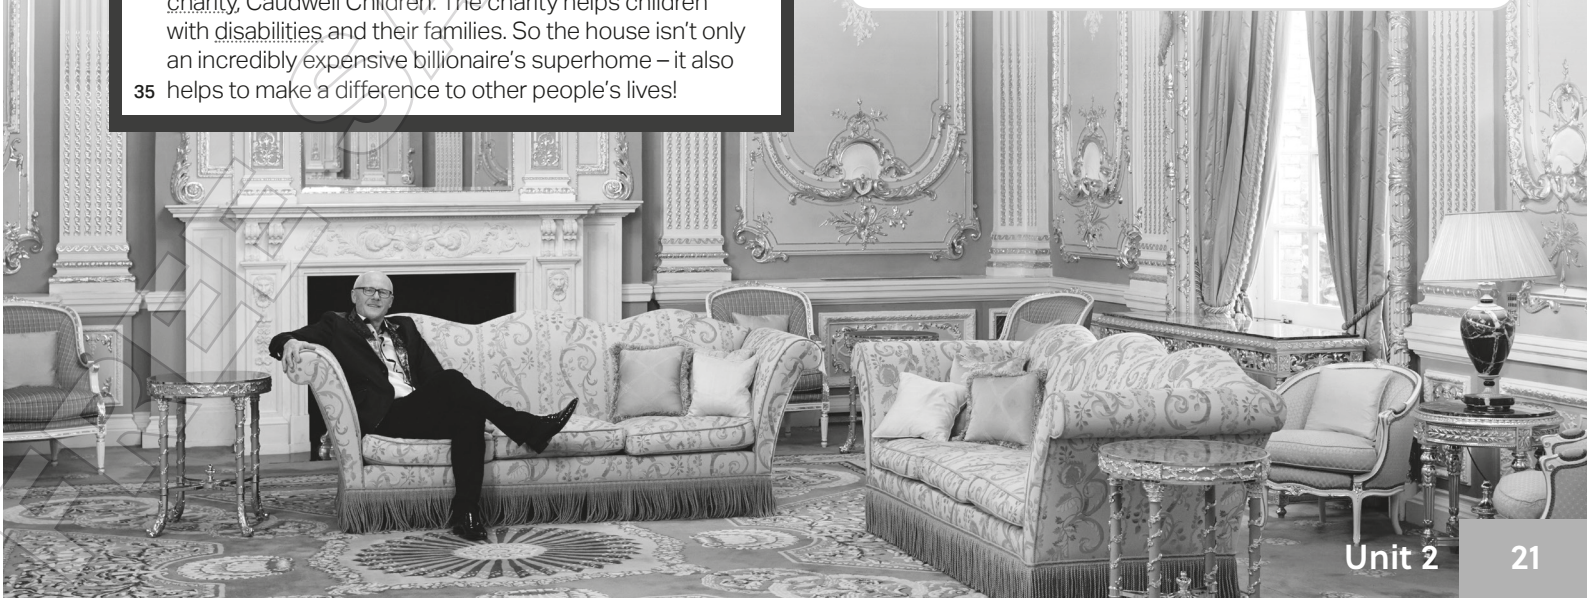 charity, Caudwell Children. The charity helps children
with disabilities and their families. So the house isn't only
an incredibly expensive billionaire's superhome – it also
35 helps to make a difference to other people's lives!
Unit 2 21